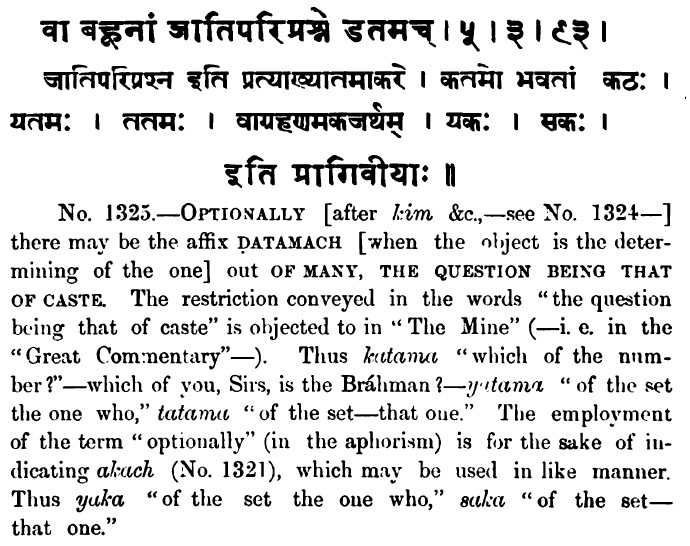 वा बहूनां जातिपरिप्रश्ने डतमच् । ५ । ३ । ९३ ।
जातिपरिप्रश्न इति प्रत्याख्यातमाकरे । कतमो भवतां कठः ।
यतमः । ततमः । वाग्रहणमकजर्थम् । यकः । सकः ।
इति प्रागिवीयाः ॥
No. 1325.—OPTIONALLY [after kim &c.,—see No. 1324—]
there may be the affix ḌATAMACH [when the object is the deter-
mining of the one] out OF MANY, THE QUESTION BEING THAT
OF CASTE. The restriction conveyed in the words “the question
being that of caste” is objected to in “The Mine” (—i. e. in the
“Great Commentary”—). Thus katama “which of the num-
ber?”—which of you, Sirs, is the Bráhman?—yatama “of the set
the one who,” tatama “of the set—that one.” The employment
of the term “optionally” (in the aphorism) is for the sake of in-
dicating akach (No. 1321), which may be used in like manner.
Thus yaka “of the set the one who,” saka “of the set—
that one.”